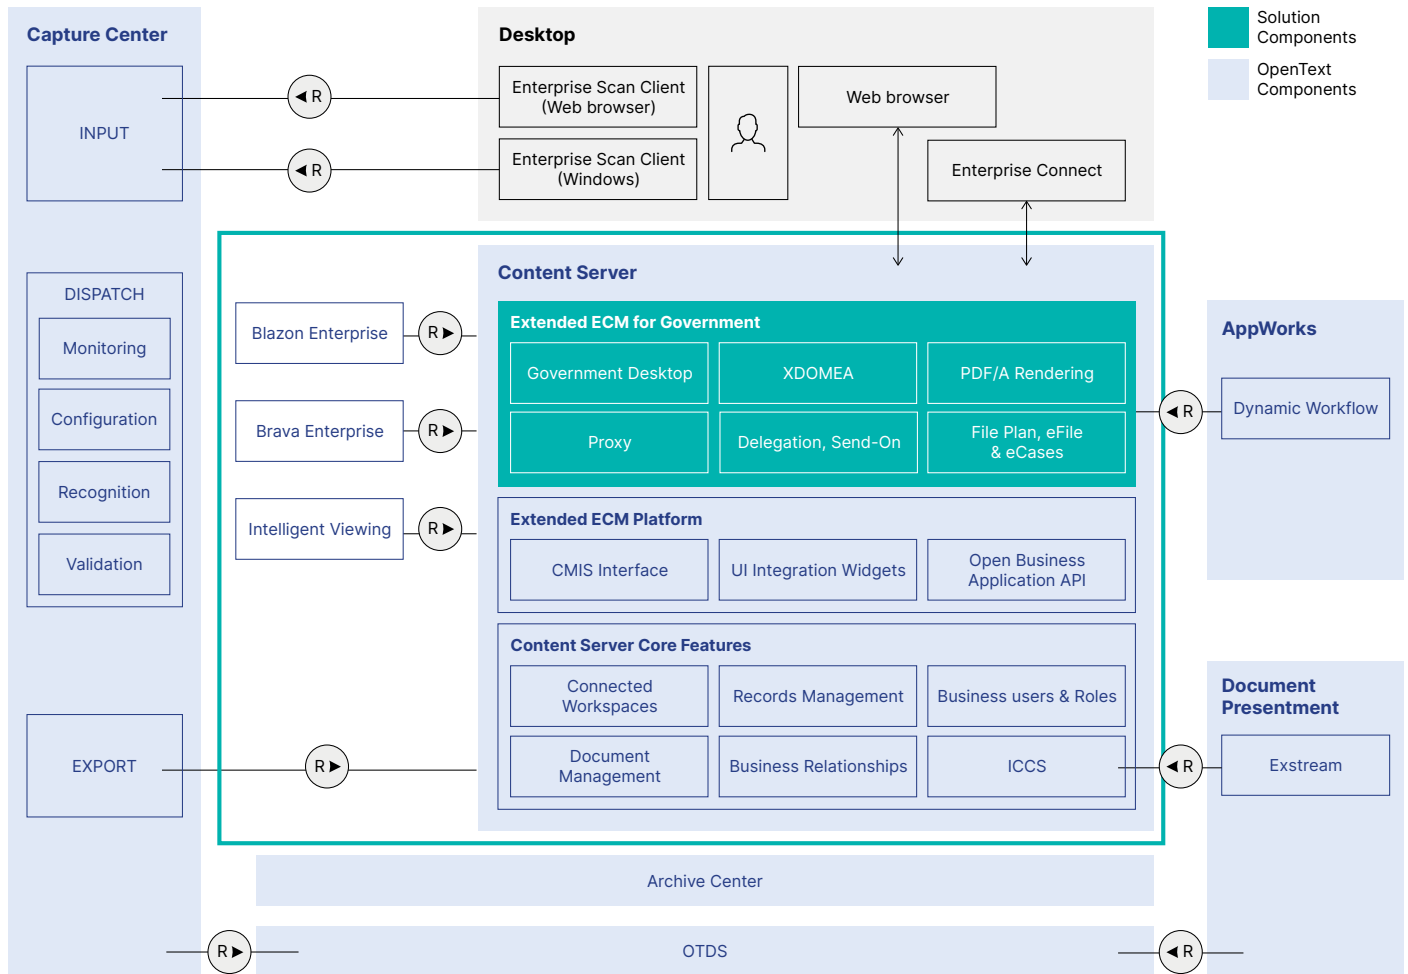 Capture Center
INPUT
DISPATCH
Monitoring
Configuration
Recognition
Validation
EXPORT
R
R
Desktop
Enterprise Scan Client
(Web browser)
Enterprise Scan Client
(Windows)
Web browser
Enterprise Connect
Solution
Components
OpenText
Components
Blazon Enterprise
R
Brava Enterprise
R
Intelligent Viewing
R
R
Content Server
Extended ECM for Government
Government Desktop
XDOMEA
PDF/A Rendering
Proxy
Delegation, Send-On
File Plan, eFile
& eCases
Extended ECM Platform
CMIS Interface
UI Integration Widgets
Open Business
Application API
Content Server Core Features
Connected
Workspaces
Records Management
Business users & Roles
Document
Management
Business Relationships
ICCS
R
AppWorks
Dynamic Workflow
R
Document
Presentment
Exstream
Archive Center
R
OTDS
R